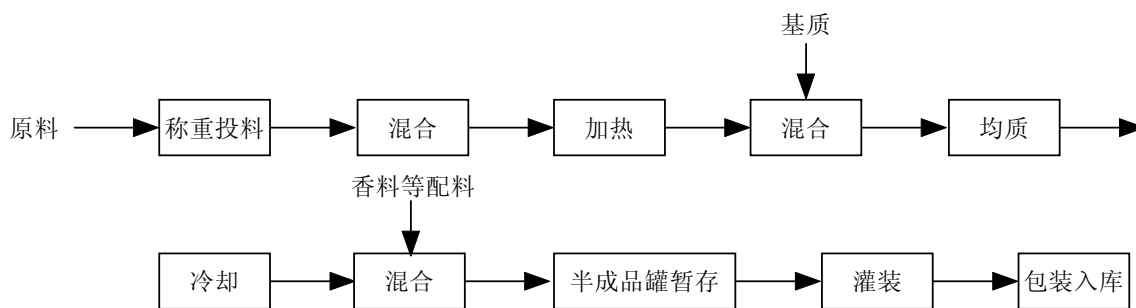 基质
原料 称重投料 混合 加热 混合 均质
香料等配料
冷却 混合 半成品罐暂存 灌装 包装入库